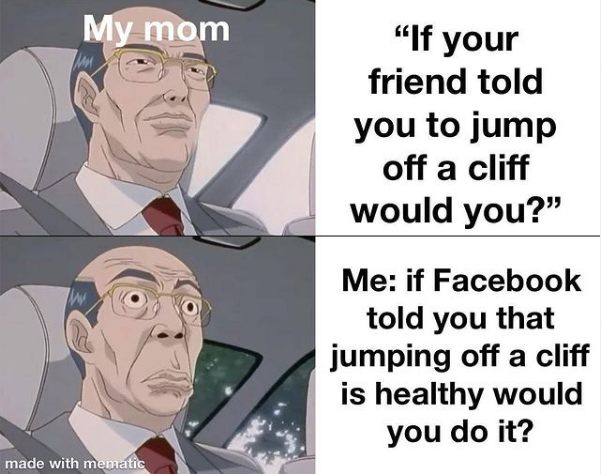 My mom
“If your
friend told
you to jump
off a cliff
would you?”
Me: if Facebook
told you that
jumping off a cliff
is healthy would
you do it?
made with mematic